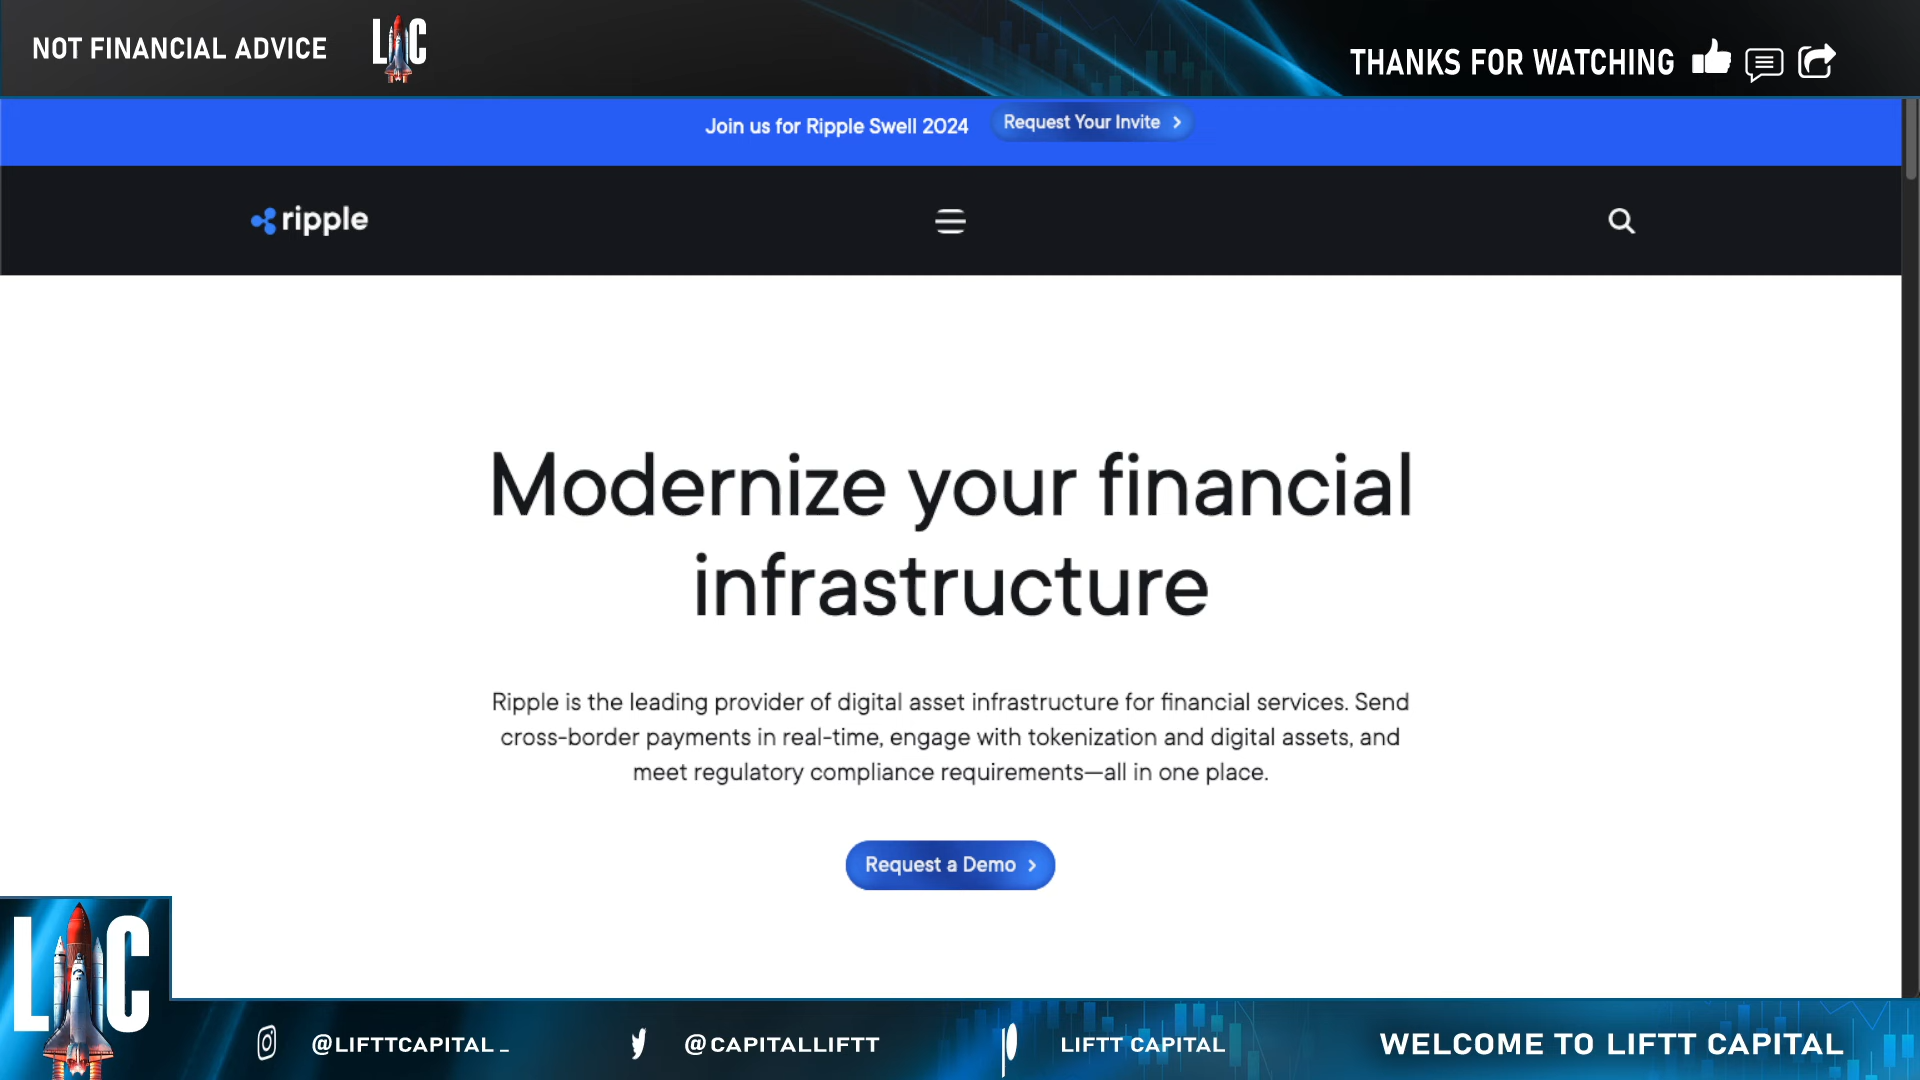 NOT FINANCIAL ADVICE
LC
THANKS FOR WATCHING
Join us for Ripple Swell 2024
Request Your Invite
ripple
Modernize your financial
infrastructure
Ripple is the leading provider of digital asset infrastructure for financial services. Send
cross-border payments in real-time, engage with tokenization and digital assets, and
meet regulatory compliance requirements—all in one place.
Request a Demo
LC
@LIFTTCAPITAL_
@CAPITALLIFTT
LIFTT CAPITAL
WELCOME TO LIFTT CAPITAL